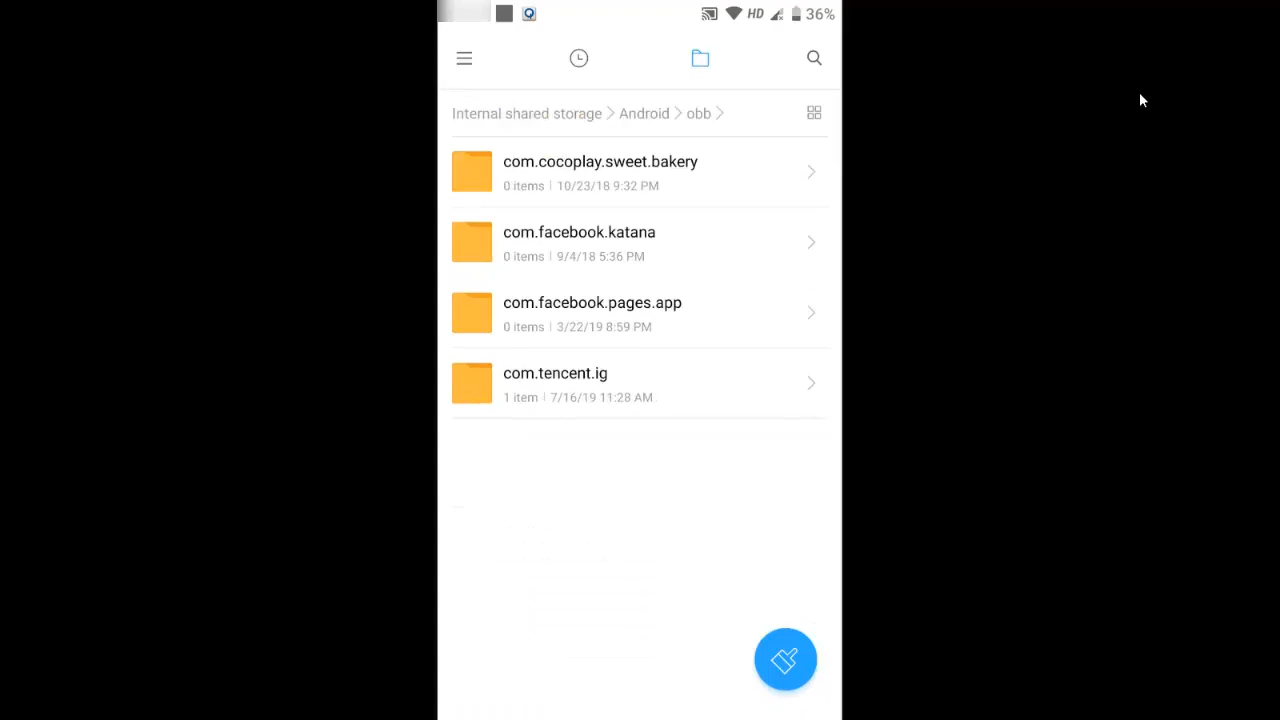 HD 36%
Internal shared storage > Android > obb >
com.cocoplay.sweet.bakery
0 items | 10/23/18 9:32 PM
com.facebook.katana
0 items | 9/4/18 5:36 PM
com.facebook.pages.app
0 items | 3/22/19 8:59 PM
com.tencent.ig
1 item | 7/16/19 11:28 AM